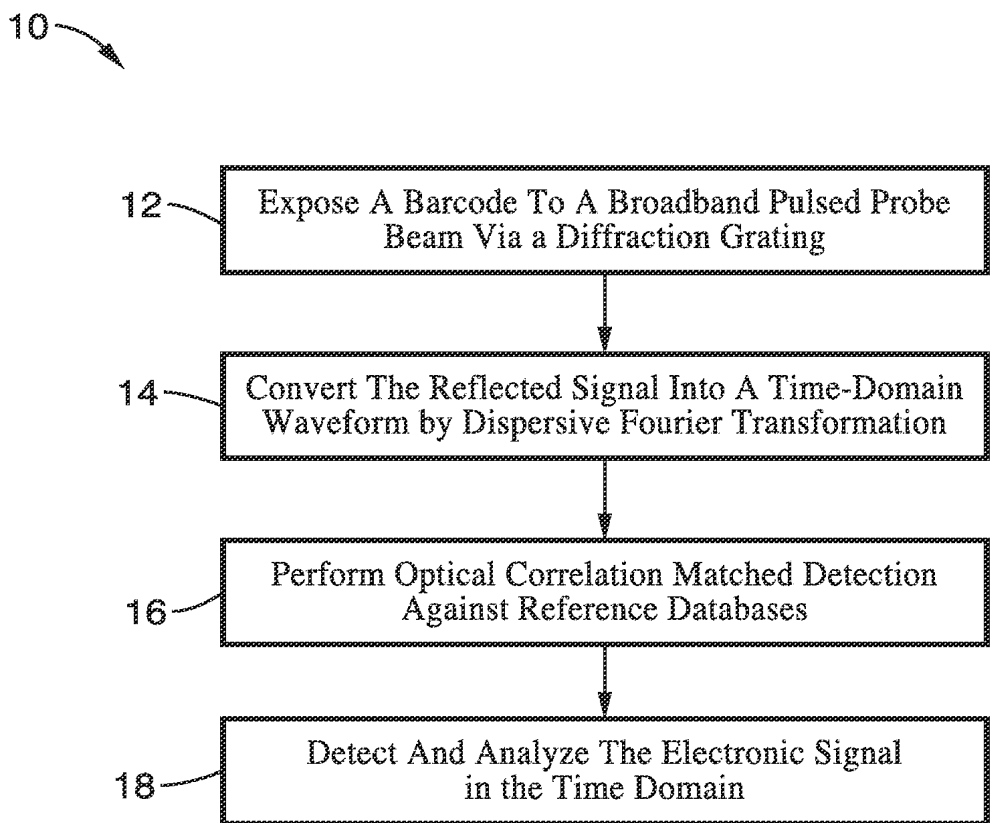 10
12
Expose A Barcode To A Broadband Pulsed Probe
Beam Via a Diffraction Grating
14
Convert The Reflected Signal Into A Time-Domain
Waveform by Dispersive Fourier Transformation
16
Perform Optical Correlation Matched Detection
Against Reference Databases
18
Detect And Analyze The Electronic Signal
in the Time Domain